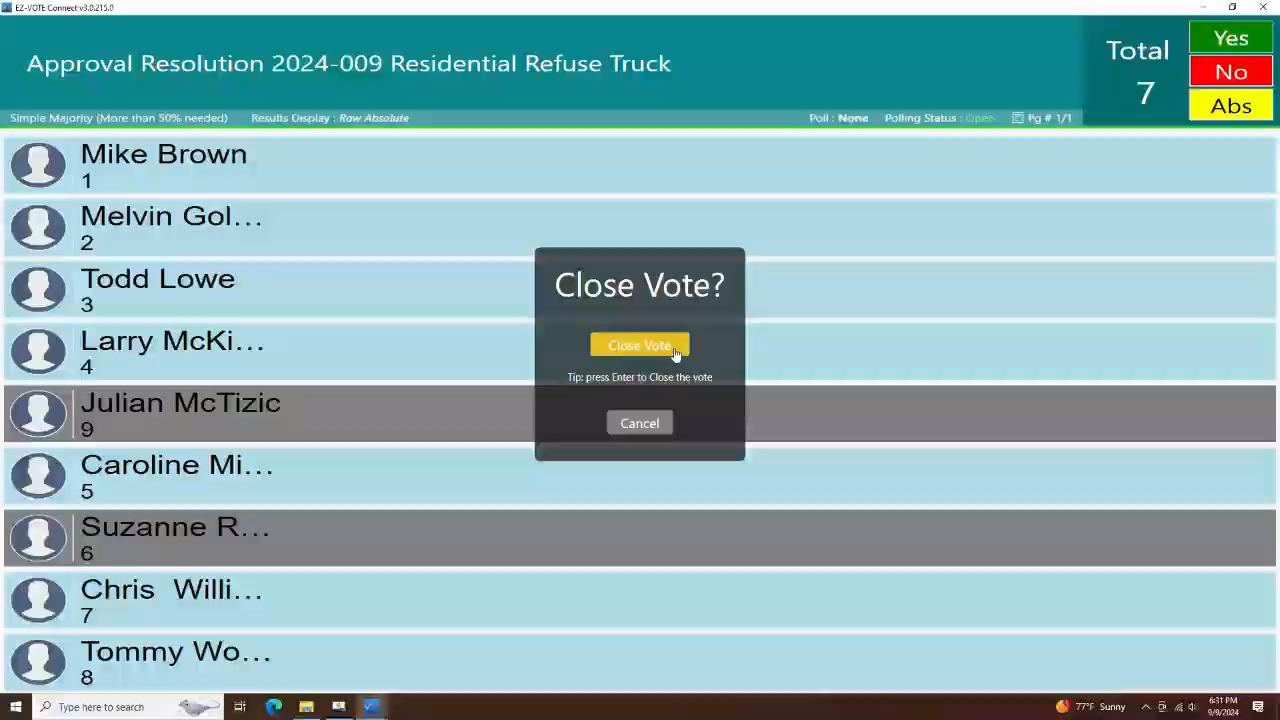 EZ-VOTE Connect v3.0.215.0
Approval Resolution 2024-009 Residential Refuse Truck
Total
7
Yes
No
Abs
Simple Majority (More than 50% needed) Results Display : Raw Absolute Poll : None Polling Status : Open Pg # 1/1
Mike Brown
1
Melvin Gol...
2
Todd Lowe
3
Larry McKi...
4
Julian McTizic
9
Caroline Mi...
5
Suzanne R...
6
Chris Willi...
7
Tommy Wo...
8
Close Vote?
Close Vote
Tip: press Enter to Close the vote
Cancel
Type here to search
77°F Sunny
6:31 PM
9/9/2024